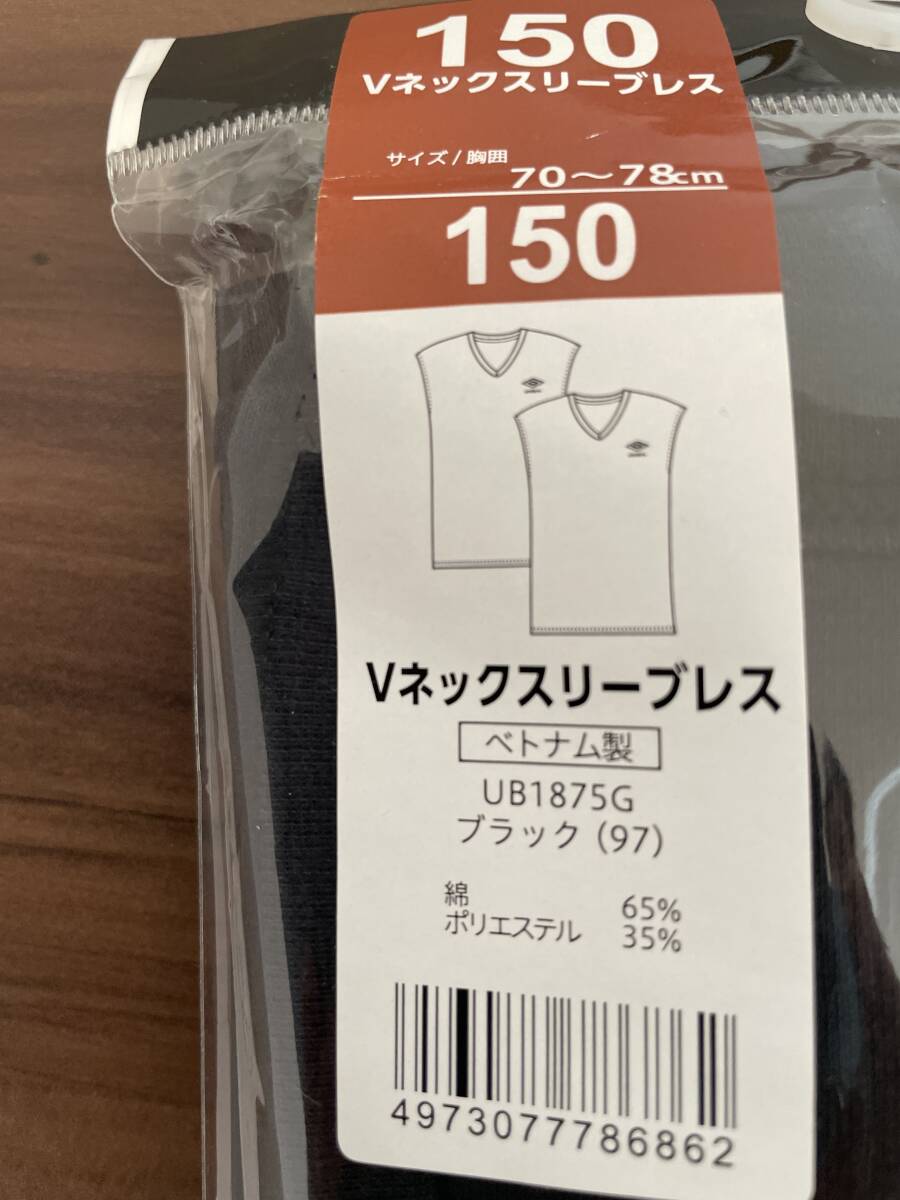 150
Vネックスリーブレス
サイズ/胸囲
70〜78cm
150
Vネックスリーブレス
ベトナム製
UB1875G
ブラック(97)
綿 65%
ポリエステル 35%
4973077786862